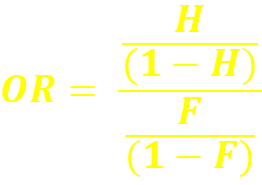 H
(1 − H)
OR =
F
(1 − F)